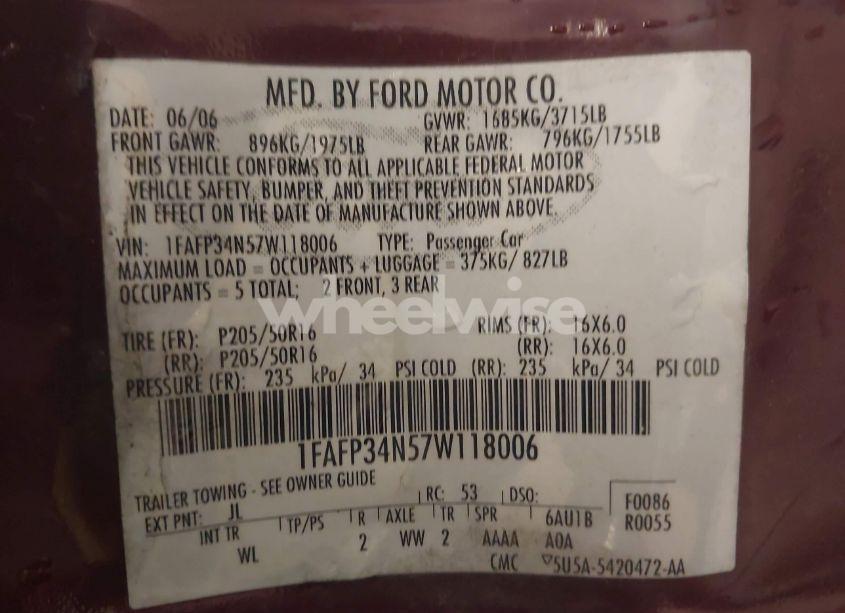 MFD. BY FORD MOTOR CO.
DATE: 06/06 GVWR: 1685KG/3715LB
FRONT GAWR: 896KG/1975LB REAR GAWR: 796KG/1755LB
THIS VEHICLE CONFORMS TO ALL APPLICABLE FEDERAL MOTOR
VEHICLE SAFETY, BUMPER, AND THEFT PREVENTION STANDARDS
IN EFFECT ON THE DATE OF MANUFACTURE SHOWN ABOVE.
VIN: 1FAFP34N57W118006 TYPE: Passenger Car
MAXIMUM LOAD = OCCUPANTS + LUGGAGE = 375KG/ 827LB
OCCUPANTS = 5 TOTAL; 2 FRONT, 3 REAR
wheelwise
TIRE (FR): P205/50R16 RIMS (FR): 16X6.0
(RR): P205/50R16 (RR): 16X6.0
PRESSURE (FR): 235 kPa/ 34 PSI COLD (RR): 235 kPa/ 34 PSI COLD
1FAFP34N57W118006
TRAILER TOWING - SEE OWNER GUIDE
EXT PNT: JL RC: 53 DSO: F0086
INT TR TP/PS R AXLE TR SPR 6AU1B R0055
WL 2 WW 2 AAAA A0A
CMC ▽5U5A-5420472-AA